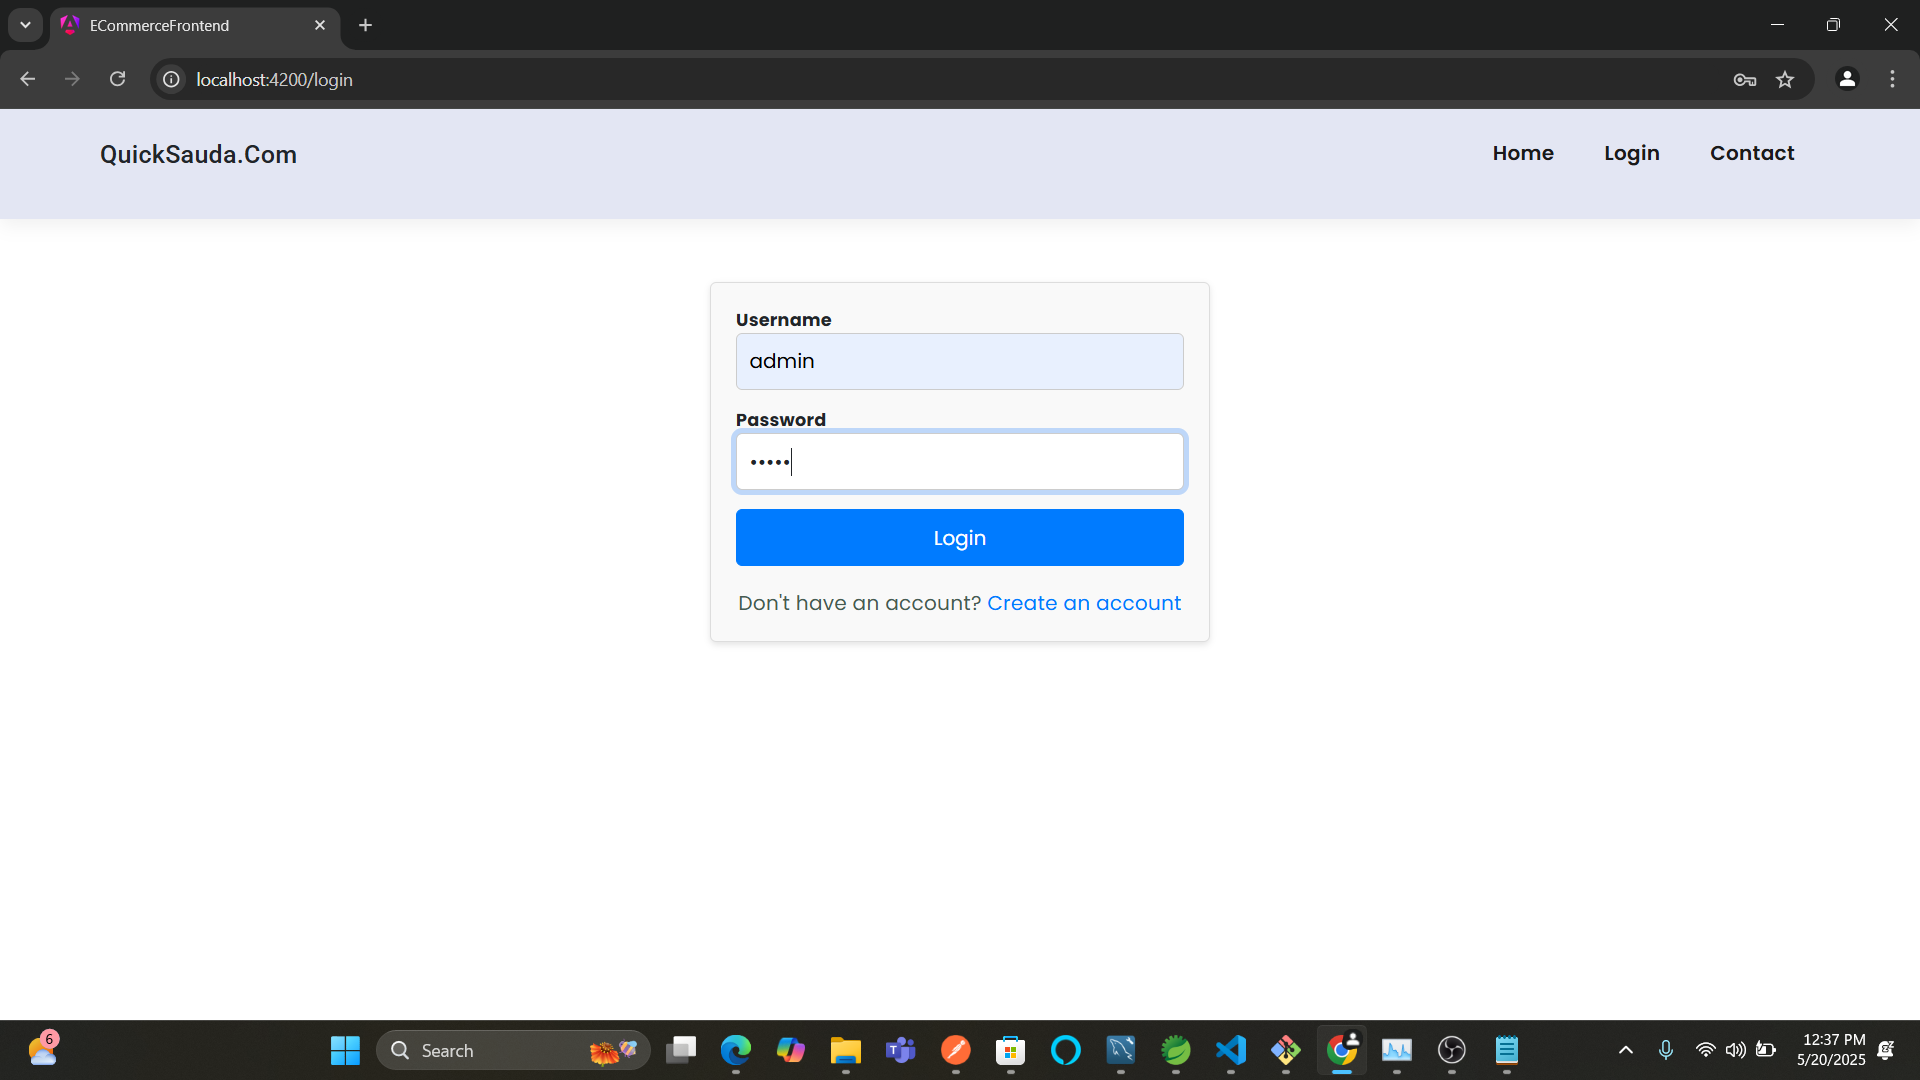 ECommerceFrontend
localhost:4200/login
QuickSauda.Com
Home
Login
Contact
Username
admin
Password
•••••
Login
Don't have an account? Create an account
6
Search
12:37 PM
5/20/2025